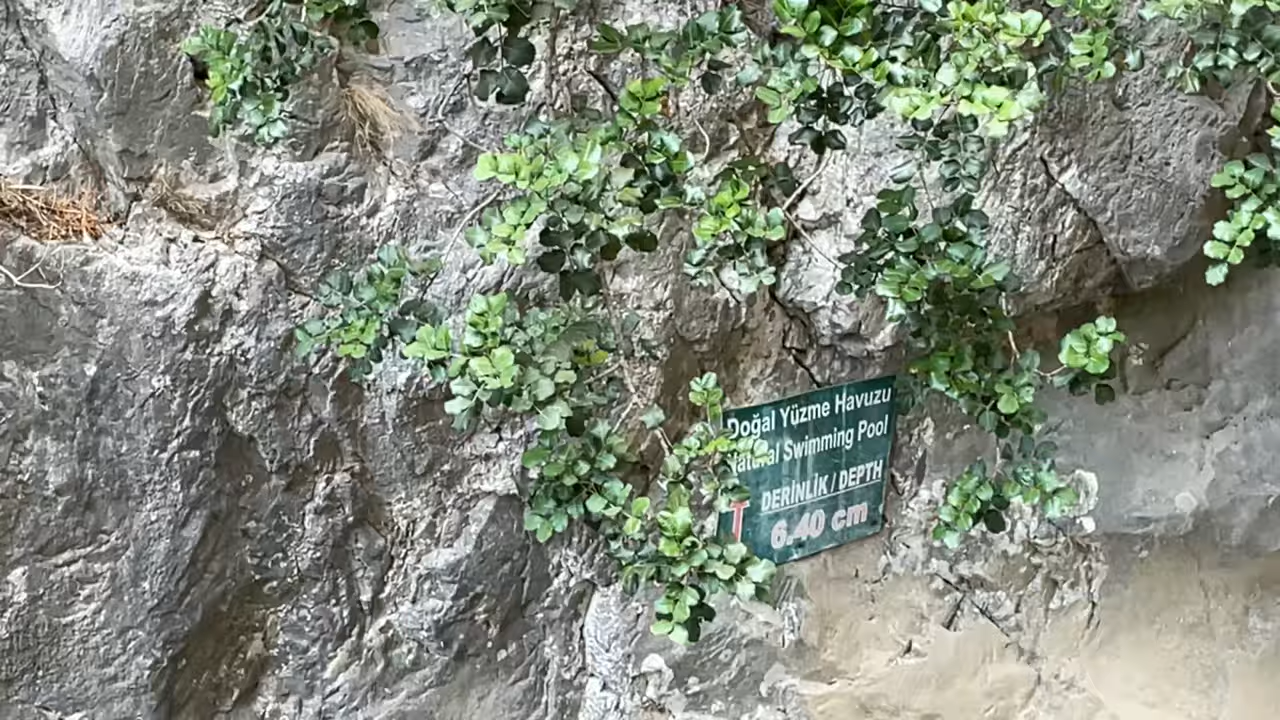 Doğal Yüzme Havuzu
Natural Swimming Pool
DERİNLİK / DEPTH
6.40 cm